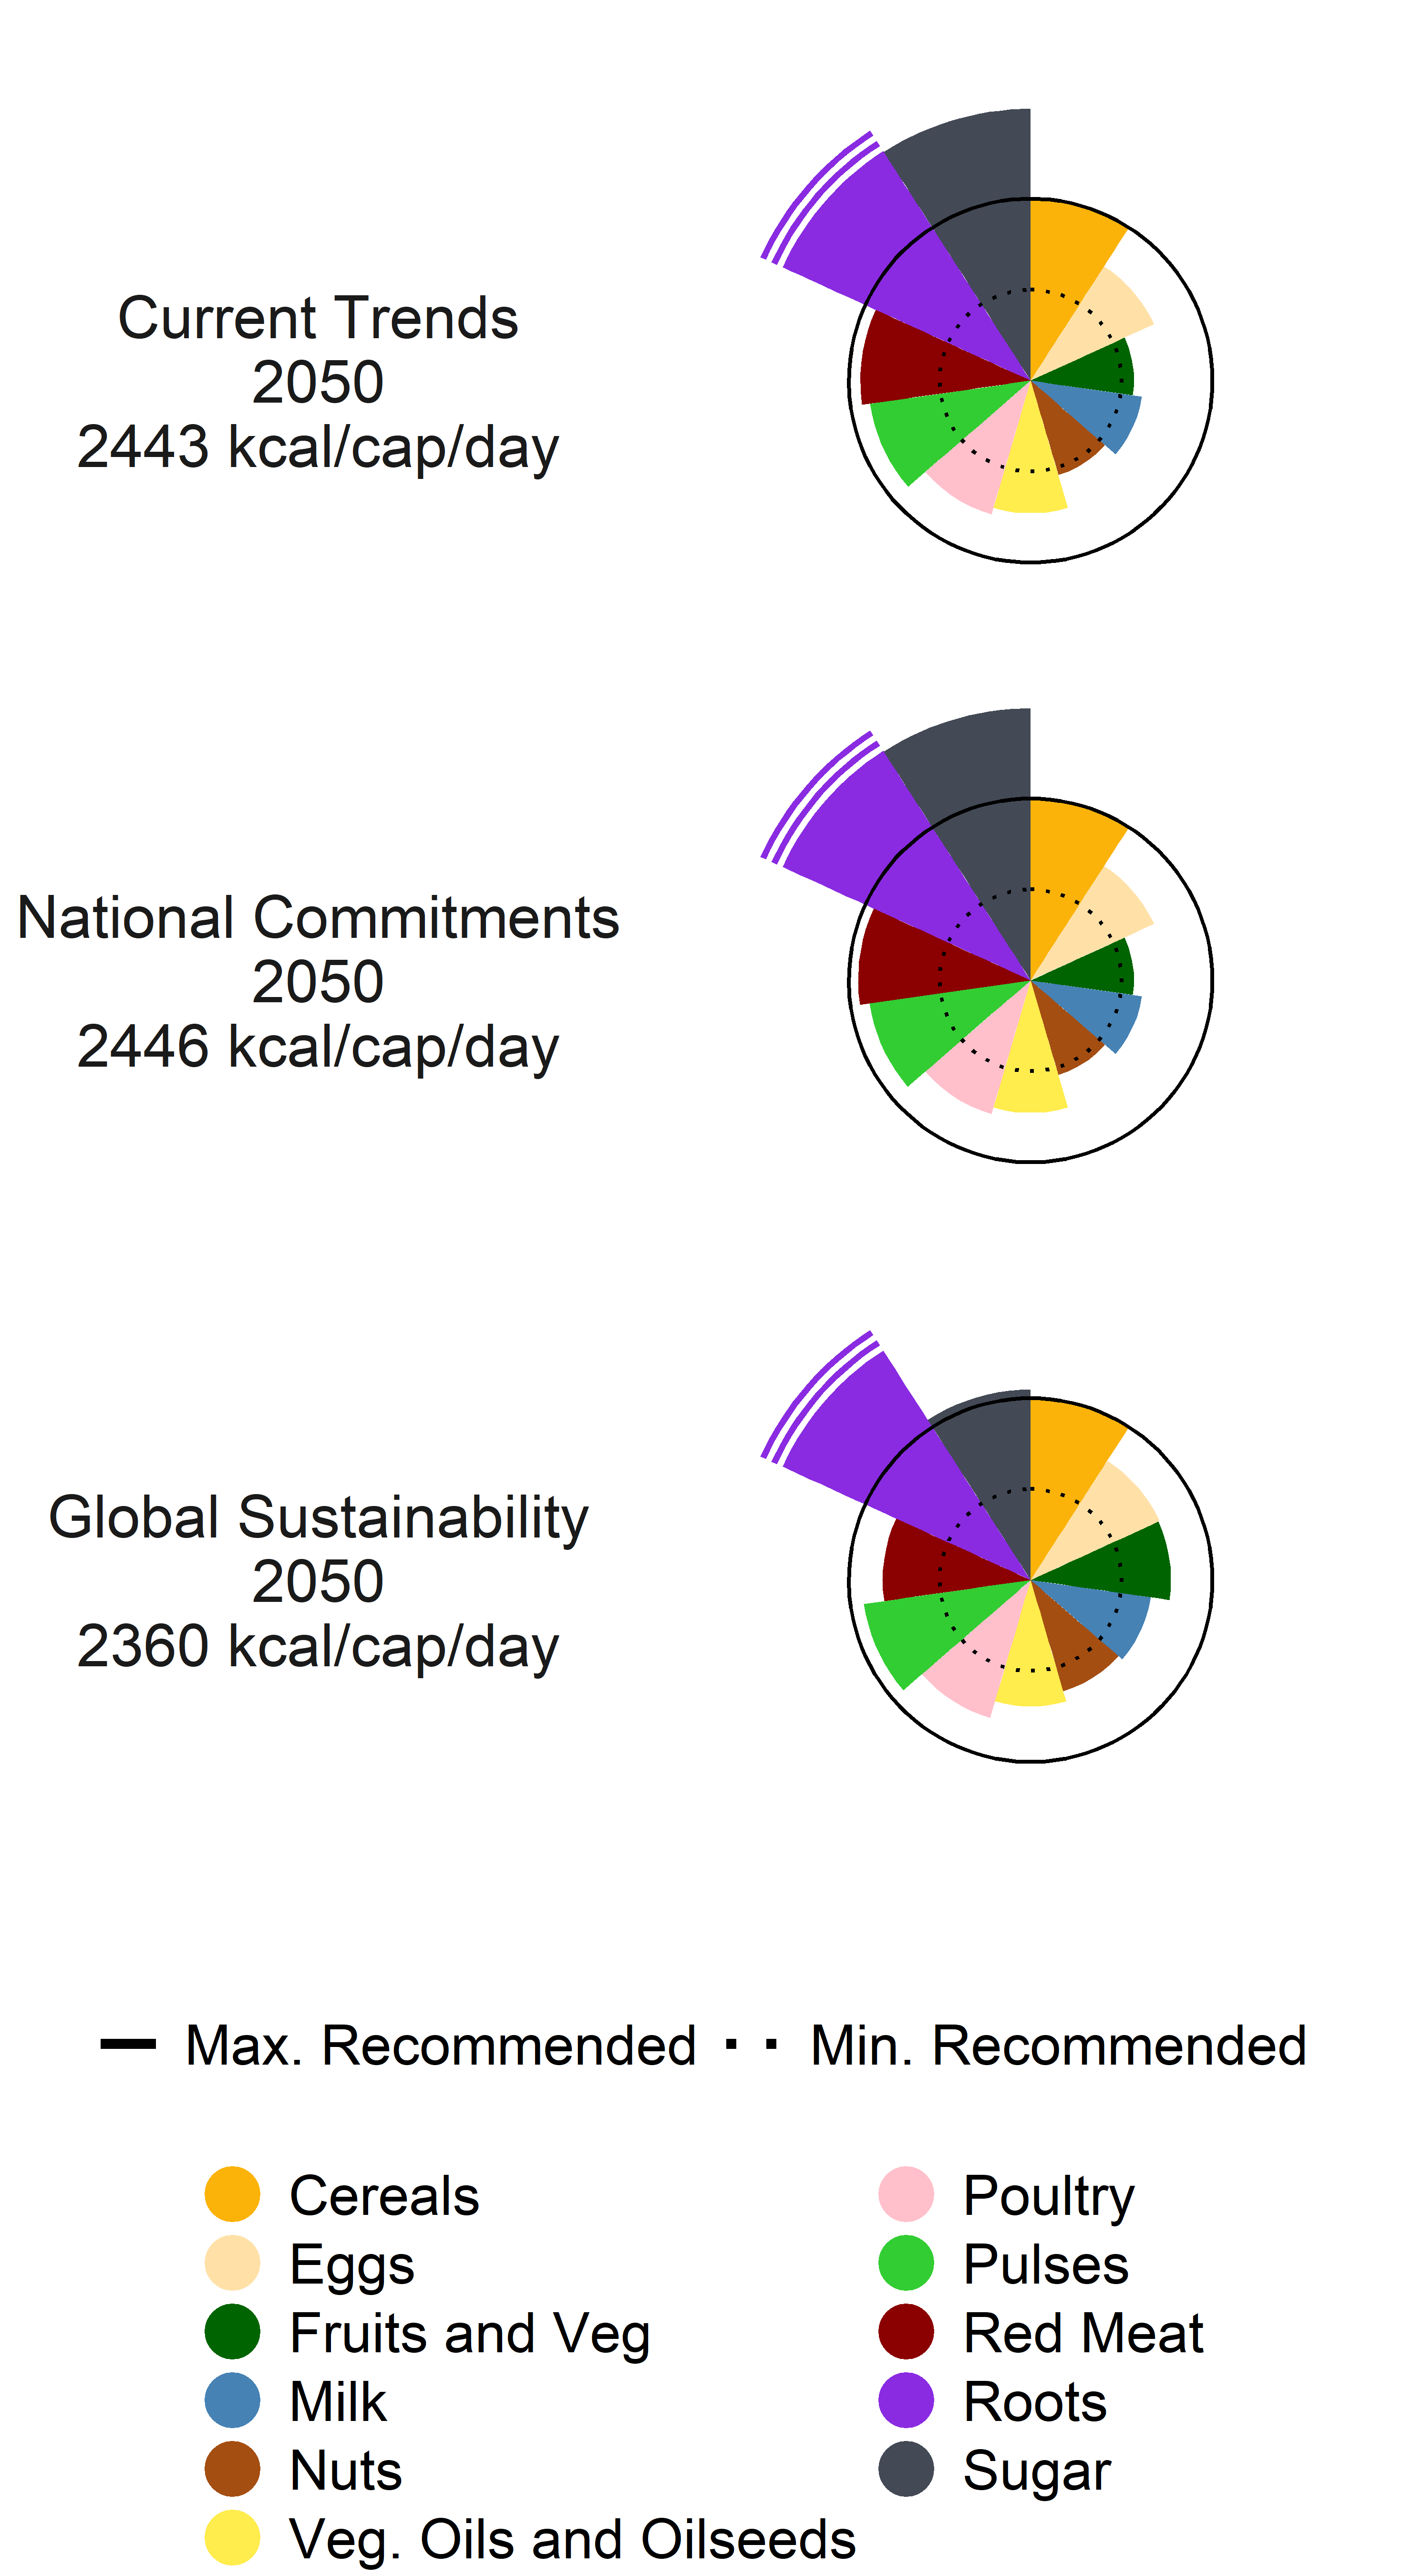 Current Trends
2050
2443 kcal/cap/day
National Commitments
2050
2446 kcal/cap/day
Global Sustainability
2050
2360 kcal/cap/day
Max. Recommended Min. Recommended
Cereals
Eggs
Fruits and Veg
Milk
Nuts
Veg. Oils and Oilseeds
Poultry
Pulses
Red Meat
Roots
Sugar